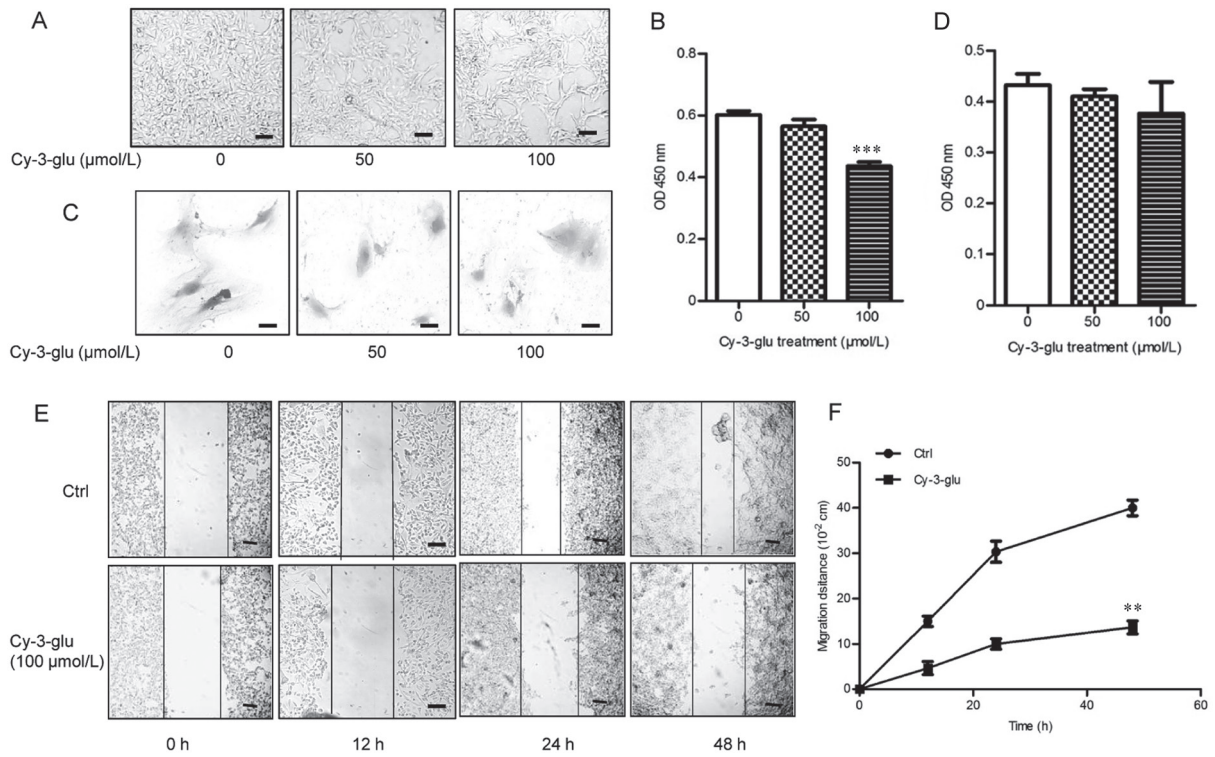 A
Cy-3-glu (µmol/L) 0 50 100
B
0.8
0.6
0.4
0.2
0
OD 450 nm
***
0 50 100
Cy-3-glu treatment (µmol/L)
C
Cy-3-glu (µmol/L) 0 50 100
D
0.5
0.4
0.3
0.2
0.1
0
OD 450 nm
0 50 100
Cy-3-glu treatment (µmol/L)
E
Ctrl
Cy-3-glu
(100 µmol/L)
0 h 12 h 24 h 48 h
F
Ctrl
Cy-3-glu
50
40
30
20
10
0
Migration dsitance (10⁻² cm)
**
0 20 40 60
Time (h)